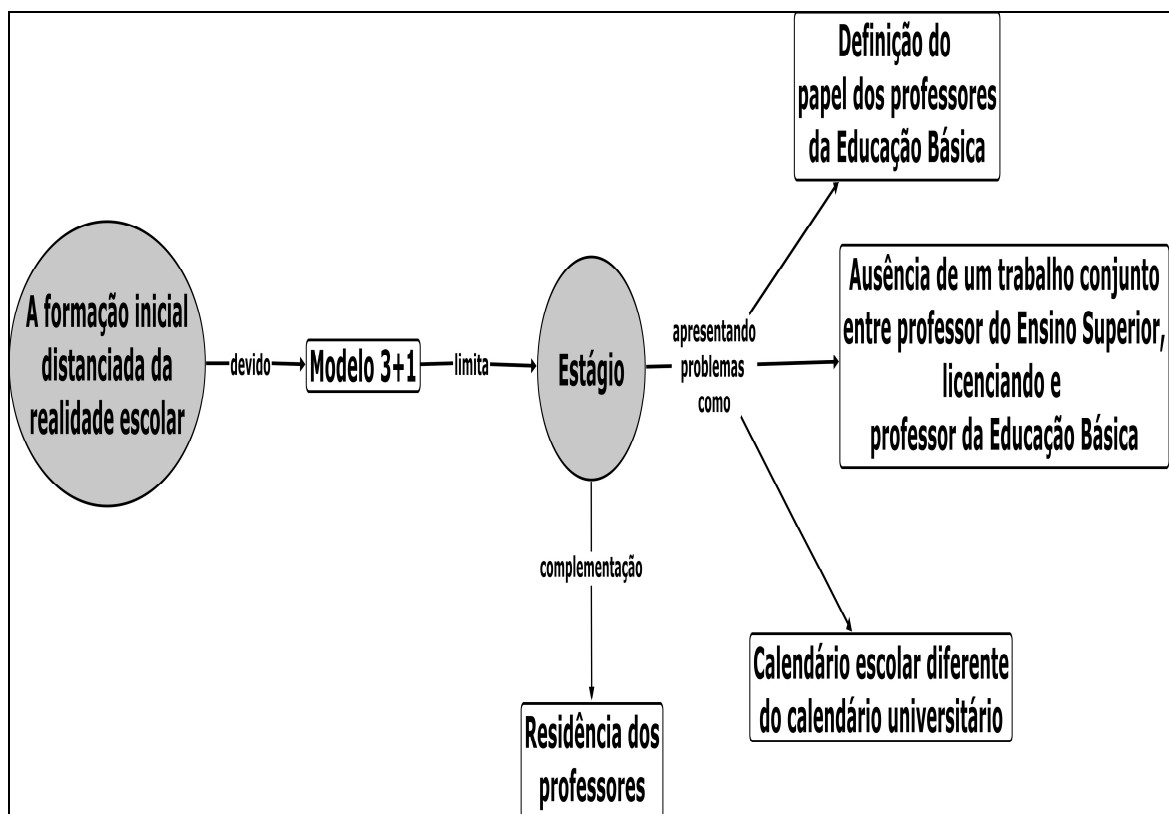 Definição do
papel dos professores
da Educação Básica
A formação inicial
distanciada da
realidade escolar
devido
Modelo 3+1
limita
Estágio
apresentando
problemas
como
Ausência de um trabalho conjunto
entre professor do Ensino Superior,
licenciando e
professor da Educação Básica
complementação
Calendário escolar diferente
do calendário universitário
Residência dos
professores